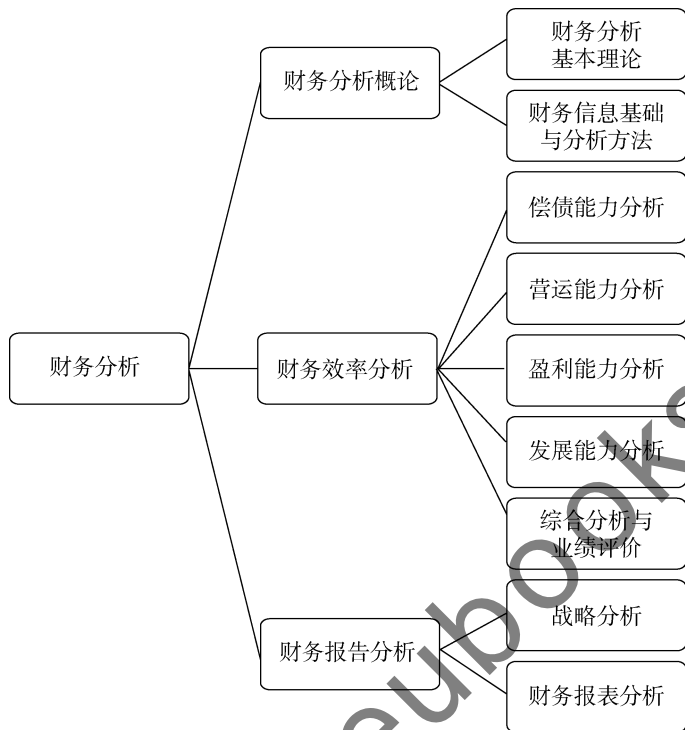 财务分析
财务分析概论
财务分析
基本理论
财务信息基础
与分析方法
财务效率分析
偿债能力分析
营运能力分析
盈利能力分析
发展能力分析
综合分析与
业绩评价
财务报告分析
战略分析
财务报表分析
eubooks